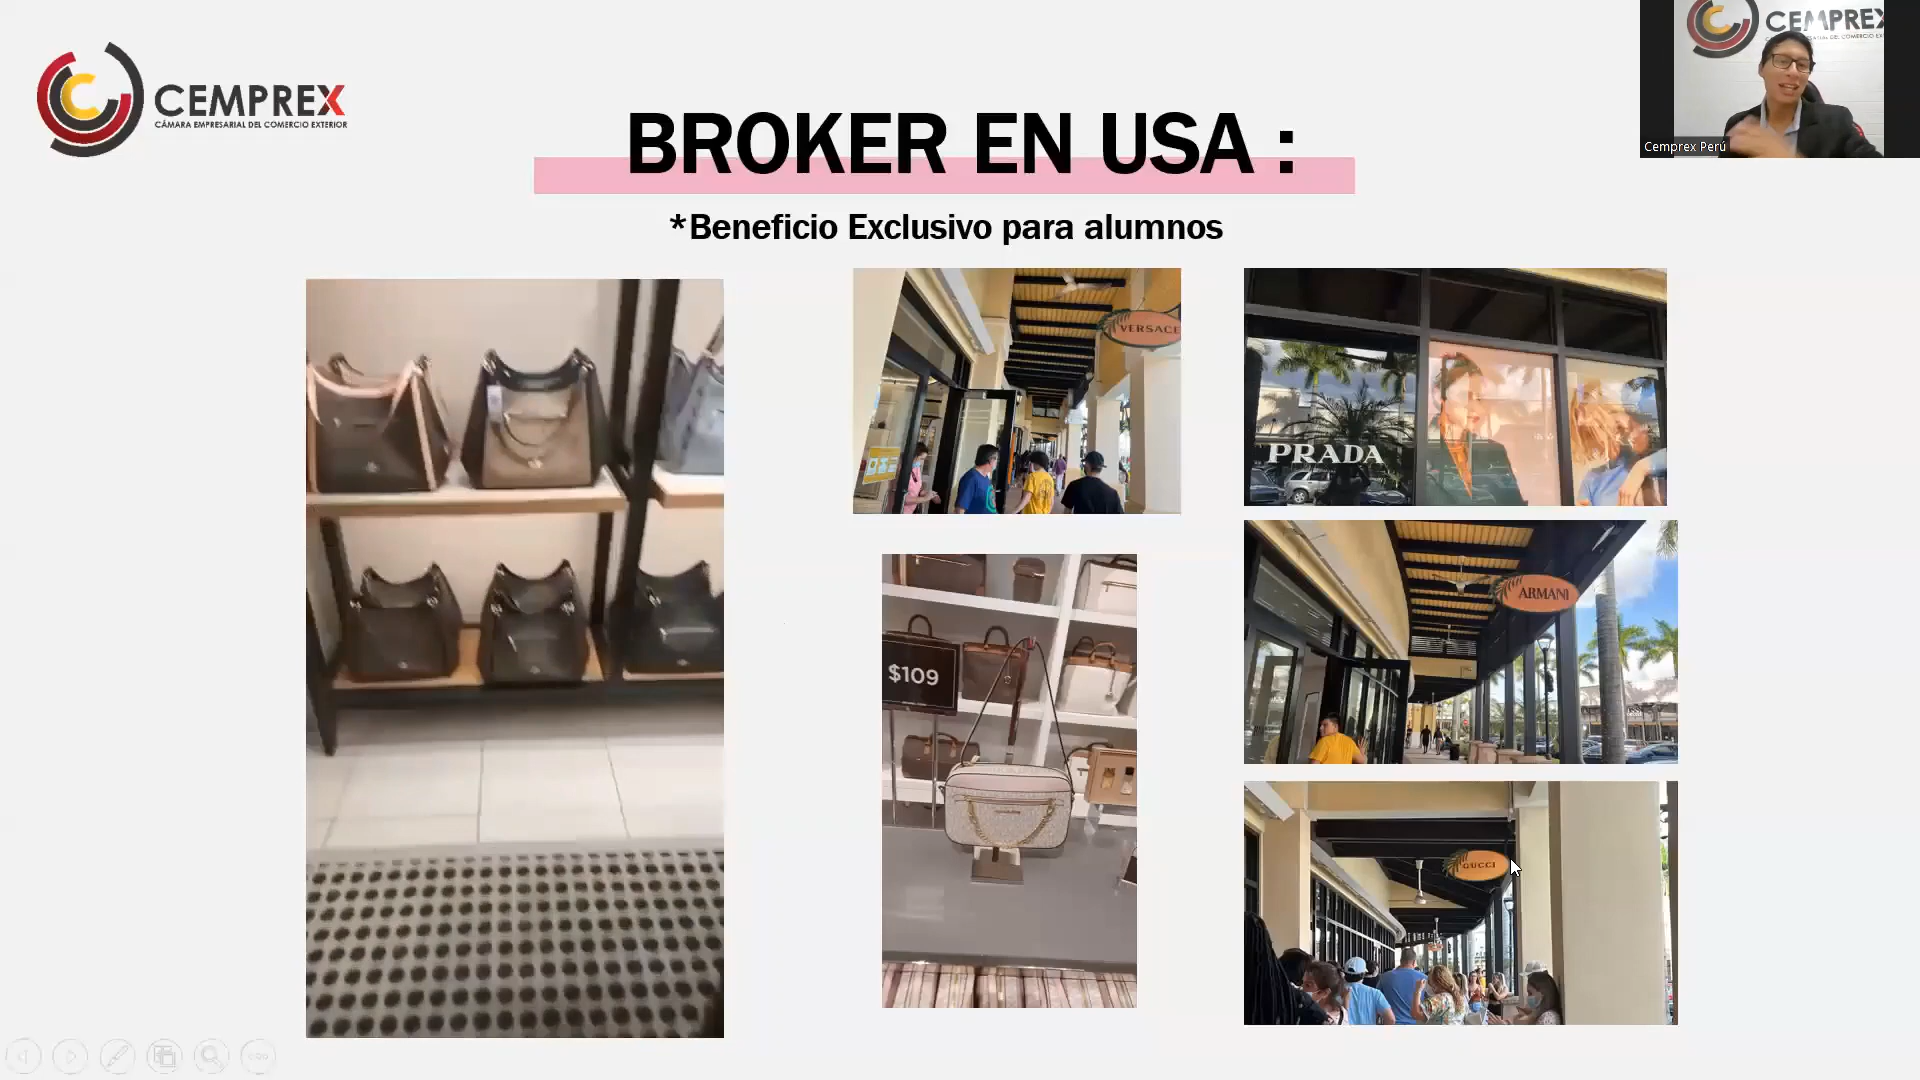 CEMPREX
CÁMARA EMPRESARIAL DEL COMERCIO EXTERIOR
CEMPREX
Cemprex Perú
BROKER EN USA :
*Beneficio Exclusivo para alumnos
VERSACE
PRADA
ARMANI
$109
GUCCI